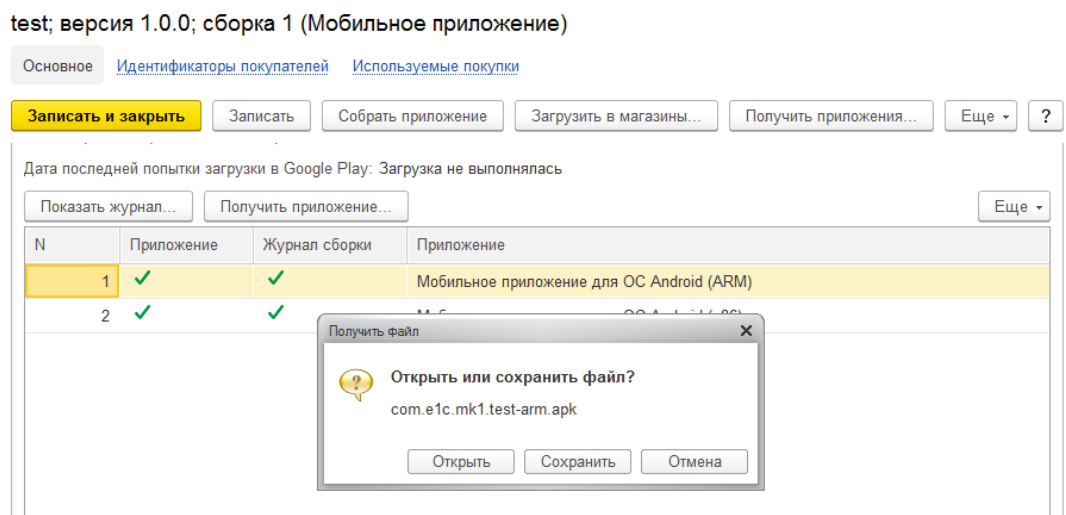 test; версия 1.0.0; сборка 1 (Мобильное приложение)
Основное Идентификаторы покупателей Используемые покупки
Записать и закрыть Записать Собрать приложение Загрузить в магазины... Получить приложения... Еще ?
Дата последней попытки загрузки в Google Play: Загрузка не выполнялась
Показать журнал... Получить приложение... Еще
N Приложение Журнал сборки Приложение
1 Мобильное приложение для ОС Android (ARM)
2
Получить файл
Открыть или сохранить файл?
com.e1c.mk1.test-arm.apk
Открыть Сохранить Отмена